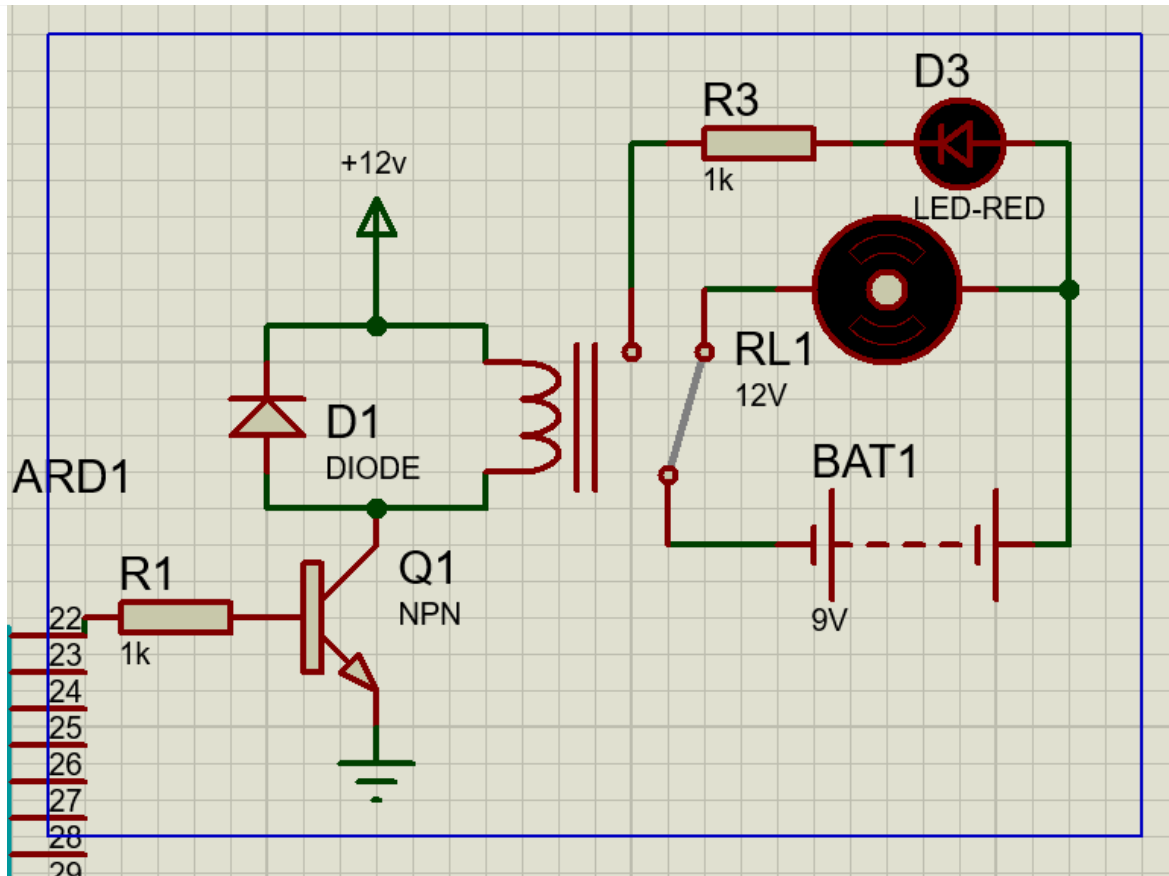 D3
R3
+12v
1k
LED-RED
RL1
12V
D1
DIODE
BAT1
ARD1
Q1
R1
NPN
22
9V
1k
23
24
25
26
27
28
29